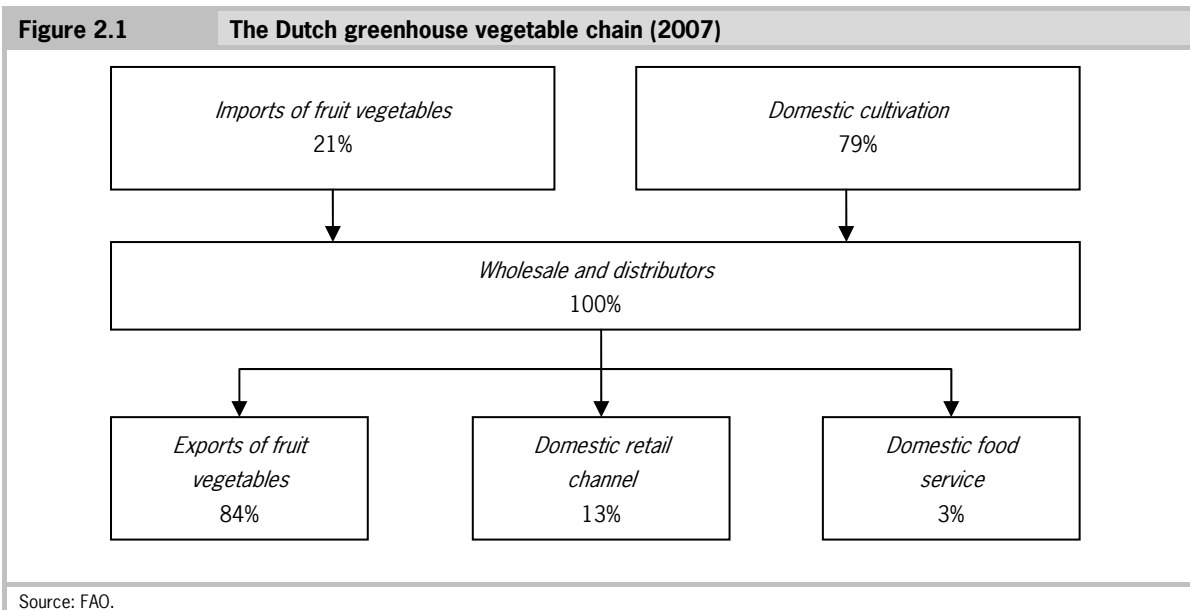 Figure 2.1 The Dutch greenhouse vegetable chain (2007)
Imports of fruit vegetables
21%
Domestic cultivation
79%
Wholesale and distributors
100%
Exports of fruit
vegetables
84%
Domestic retail
channel
13%
Domestic food
service
3%
Source: FAO.